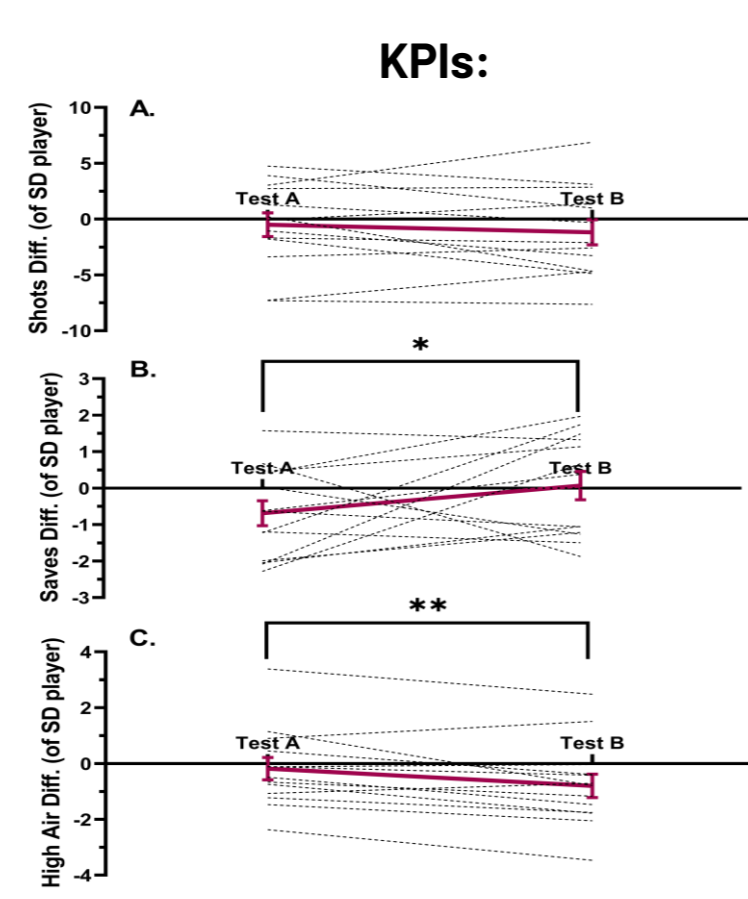 KPIs:
A.
Shots Diff. (of SD player)
10
5
0
-5
-10
Test A
Test B
*
B.
Saves Diff. (of SD player)
3
2
1
0
-1
-2
-3
Test A
Test B
**
C.
High Air Diff. (of SD player)
4
2
0
-2
-4
Test A
Test B